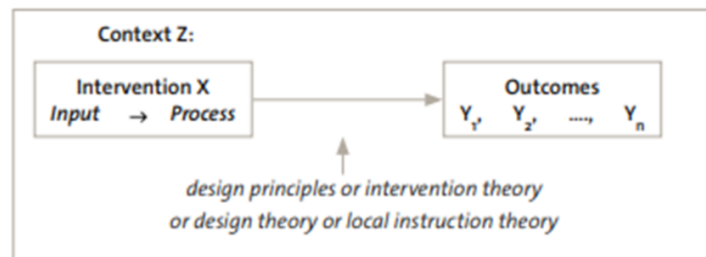 Context Z:
Intervention X
Input → Process
Outcomes
Y1, Y2, ...., Yn
design principles or intervention theory
or design theory or local instruction theory